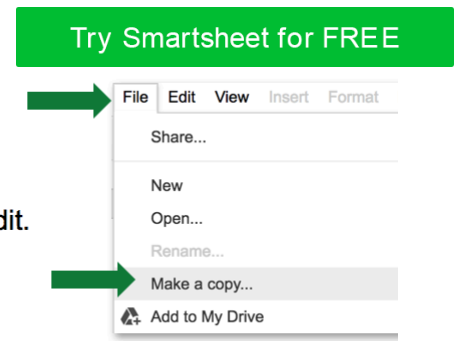 Try Smartsheet for FREE
File Edit View Insert Format
Share...
New
dit.
Open...
Rename...
Make a copy...
Add to My Drive